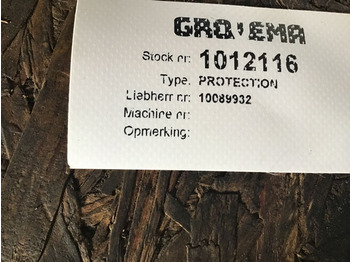 GRO'EMA
Stock nr: 1012116
Type: PROTECTION
Liebherr nr: 10089932
Machine nr:
Opmerking: